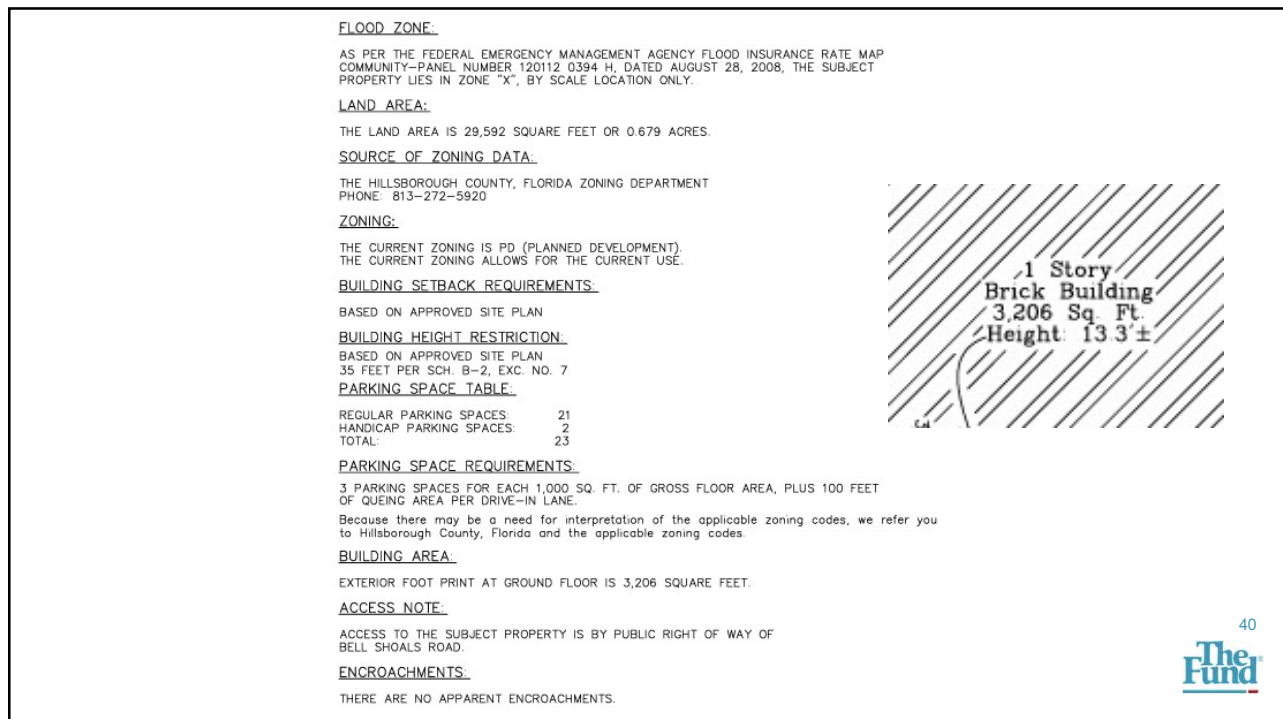 FLOOD ZONE:
AS PER THE FEDERAL EMERGENCY MANAGEMENT AGENCY FLOOD INSURANCE RATE MAP
COMMUNITY-PANEL NUMBER 120112 0394 H, DATED AUGUST 28, 2008, THE SUBJECT
PROPERTY LIES IN ZONE "X", BY SCALE LOCATION ONLY.
LAND AREA:
THE LAND AREA IS 29,592 SQUARE FEET OR 0.679 ACRES.
SOURCE OF ZONING DATA:
THE HILLSBOROUGH COUNTY, FLORIDA ZONING DEPARTMENT
PHONE: 813-272-5920
ZONING:
THE CURRENT ZONING IS PD (PLANNED DEVELOPMENT).
THE CURRENT ZONING ALLOWS FOR THE CURRENT USE.
BUILDING SETBACK REQUIREMENTS:
BASED ON APPROVED SITE PLAN
BUILDING HEIGHT RESTRICTION:
BASED ON APPROVED SITE PLAN
35 FEET PER SCH. B-2, EXC. NO. 7
PARKING SPACE TABLE:
REGULAR PARKING SPACES: 21
HANDICAP PARKING SPACES: 2
TOTAL: 23
PARKING SPACE REQUIREMENTS:
3 PARKING SPACES FOR EACH 1,000 SQ. FT. OF GROSS FLOOR AREA, PLUS 100 FEET
OF QUEING AREA PER DRIVE-IN LANE.
Because there may be a need for interpretation of the applicable zoning codes, we refer you
to Hillsborough County, Florida and the applicable zoning codes.
BUILDING AREA:
EXTERIOR FOOT PRINT AT GROUND FLOOR IS 3,206 SQUARE FEET.
ACCESS NOTE:
ACCESS TO THE SUBJECT PROPERTY IS BY PUBLIC RIGHT OF WAY OF
BELL SHOALS ROAD.
ENCROACHMENTS:
THERE ARE NO APPARENT ENCROACHMENTS.
1 Story
Brick Building
3,206 Sq. Ft.
Height: 13.3'±
40
The
Fund